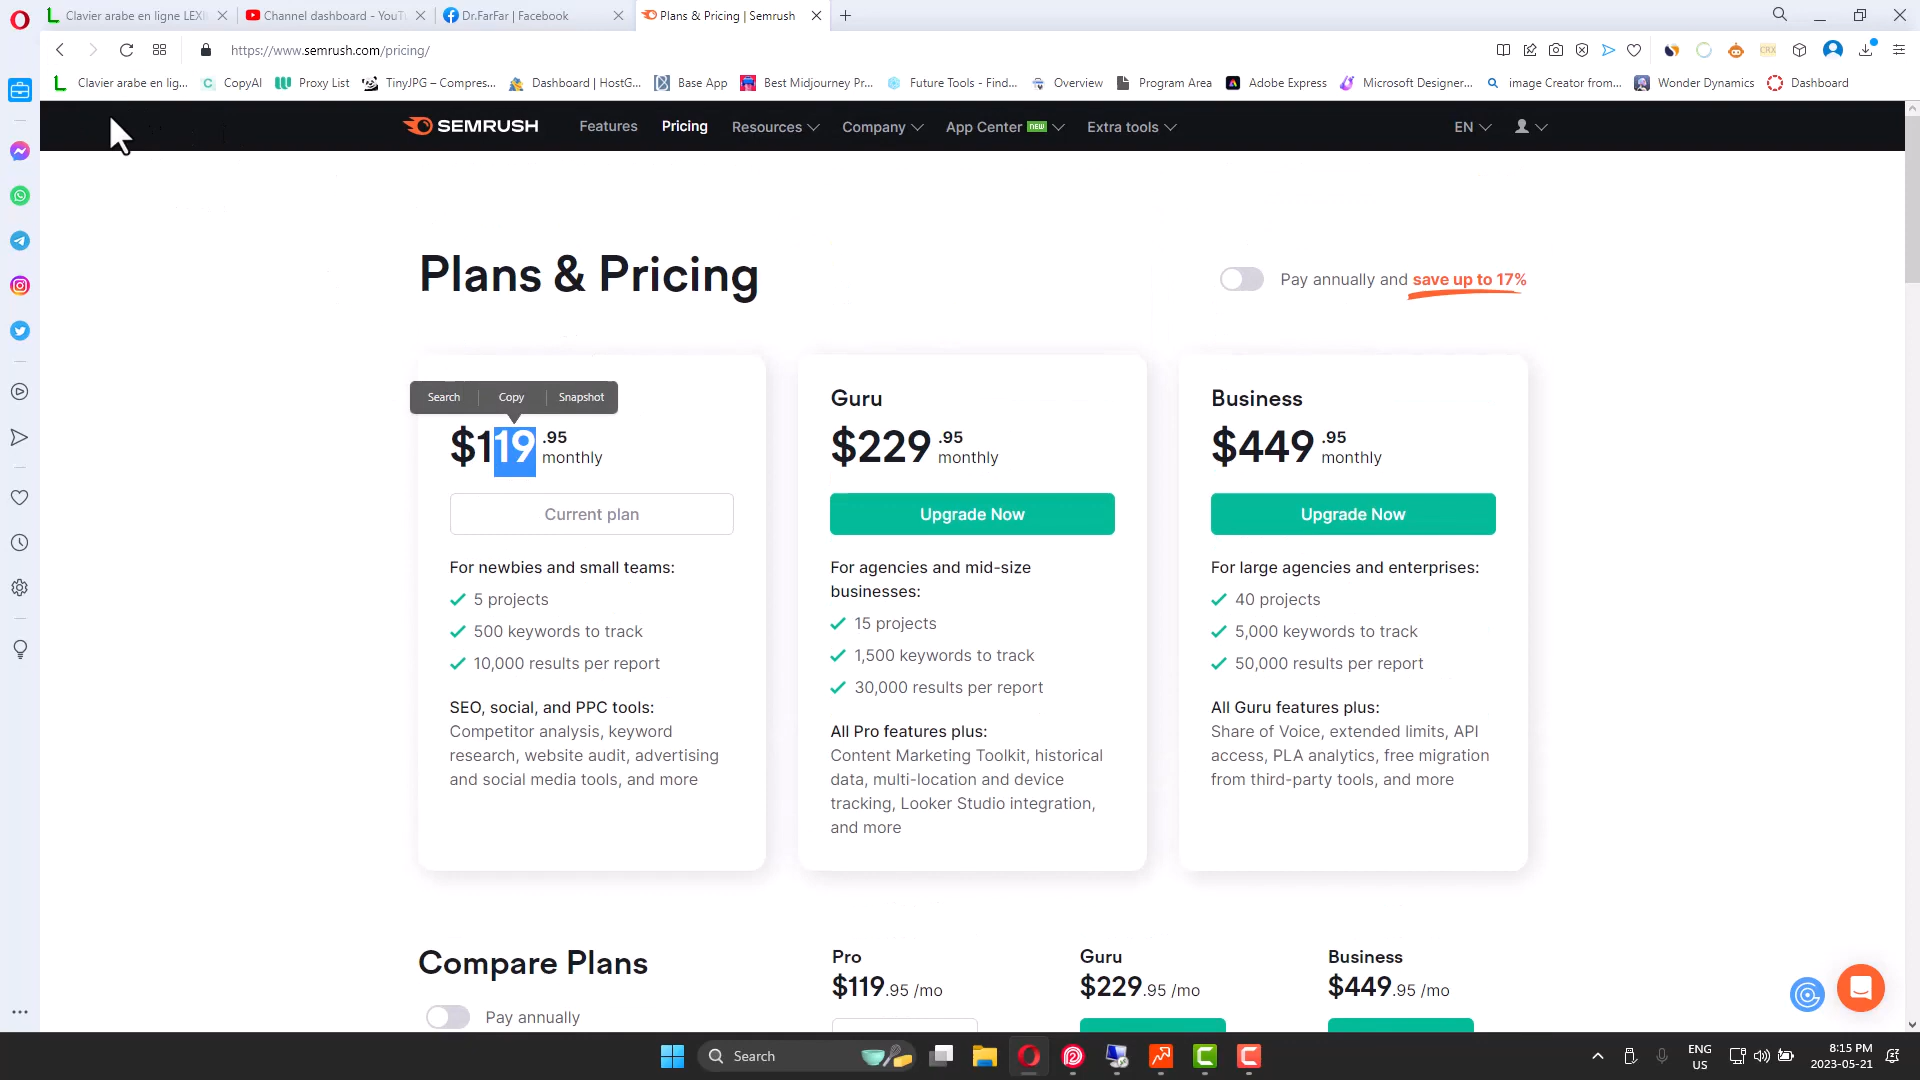 Clavier arabe en ligne LEXI
Channel dashboard - YouTu
Dr.FarFar | Facebook
Plans & Pricing | Semrush
https://www.semrush.com/pricing/
Clavier arabe en lig...
CopyAI
Proxy List
TinyJPG – Compres...
Dashboard | HostG...
Base App
Best Midjourney Pr...
Future Tools - Find...
Overview
Program Area
Adobe Express
Microsoft Designer...
image Creator from...
Wonder Dynamics
Dashboard
SEMRUSH
Features
Pricing
Resources
Company
App Center NEW
Extra tools
EN
Plans & Pricing
Pay annually and save up to 17%
Search
Copy
Snapshot
$119 .95
monthly
Current plan
For newbies and small teams:
5 projects
500 keywords to track
10,000 results per report
SEO, social, and PPC tools:
Competitor analysis, keyword
research, website audit, advertising
and social media tools, and more
Guru
$229 .95
monthly
Upgrade Now
For agencies and mid-size
businesses:
15 projects
1,500 keywords to track
30,000 results per report
All Pro features plus:
Content Marketing Toolkit, historical
data, multi-location and device
tracking, Looker Studio integration,
and more
Business
$449 .95
monthly
Upgrade Now
For large agencies and enterprises:
40 projects
5,000 keywords to track
50,000 results per report
All Guru features plus:
Share of Voice, extended limits, API
access, PLA analytics, free migration
from third-party tools, and more
Compare Plans
Pay annually
Pro
$119.95 /mo
Guru
$229.95 /mo
Business
$449.95 /mo
Search
ENG
US
8:15 PM
2023-05-21